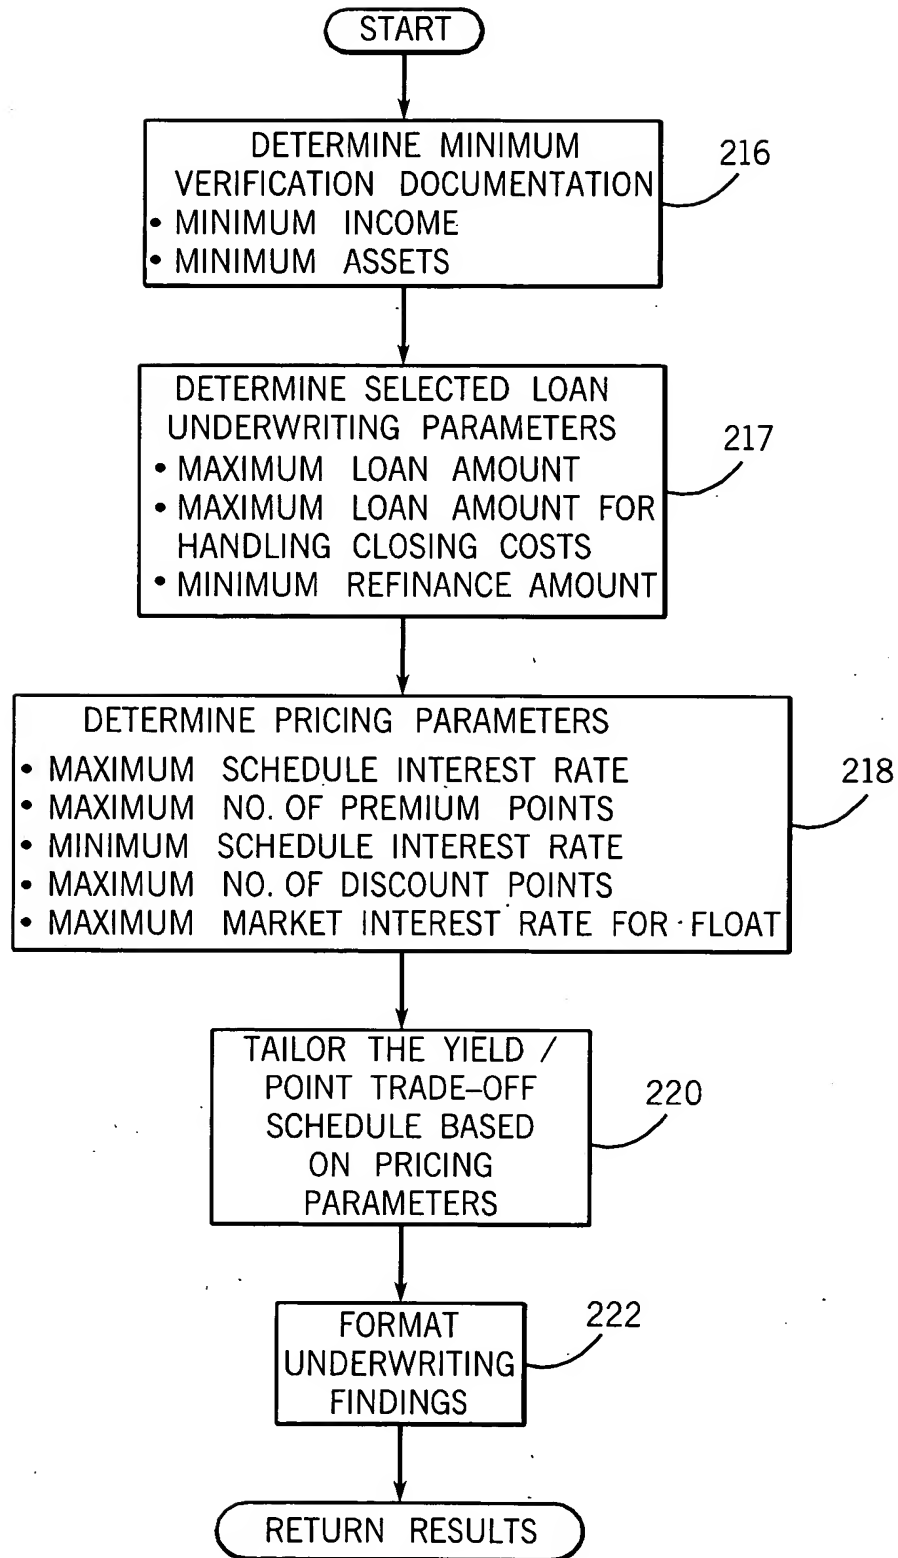 START
DETERMINE MINIMUM
VERIFICATION DOCUMENTATION
• MINIMUM INCOME
• MINIMUM ASSETS
216
DETERMINE SELECTED LOAN
UNDERWRITING PARAMETERS
• MAXIMUM LOAN AMOUNT
• MAXIMUM LOAN AMOUNT FOR
HANDLING CLOSING COSTS
• MINIMUM REFINANCE AMOUNT
217
DETERMINE PRICING PARAMETERS
• MAXIMUM SCHEDULE INTEREST RATE
• MAXIMUM NO. OF PREMIUM POINTS
• MINIMUM SCHEDULE INTEREST RATE
• MAXIMUM NO. OF DISCOUNT POINTS
• MAXIMUM MARKET INTEREST RATE FOR FLOAT
218
TAILOR THE YIELD /
POINT TRADE-OFF
SCHEDULE BASED
ON PRICING
PARAMETERS
220
FORMAT
UNDERWRITING
FINDINGS
222
RETURN RESULTS